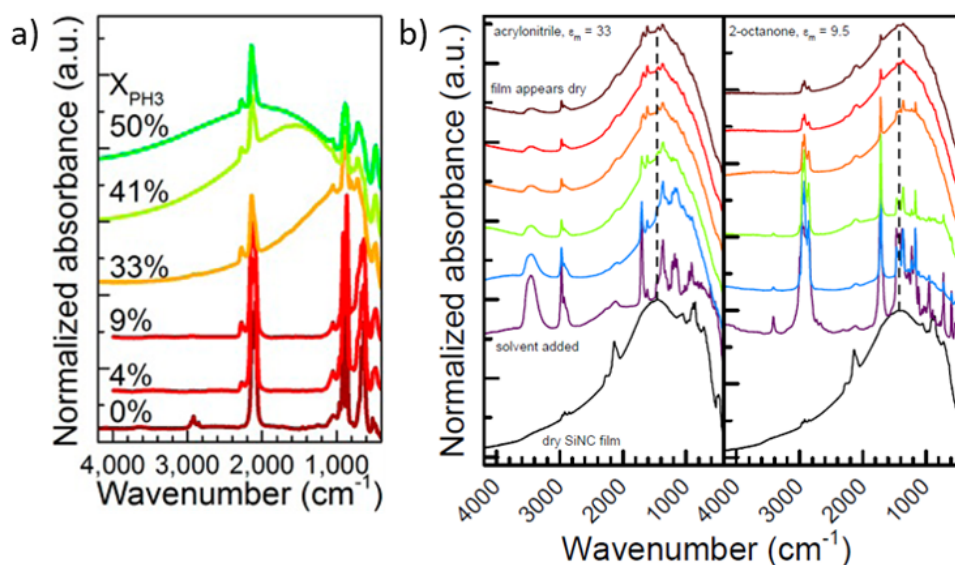 a)
Normalized absorbance (a.u.)
X_PH3
50%
41%
33%
9%
4%
0%
4,000 3,000 2,000 1,000
Wavenumber (cm⁻¹)
b)
Normalized absorbance (a.u.)
acrylonitrile, ε_m = 33
film appears dry
solvent added
dry SiNC film
4000 3000 2000 1000
2-octanone, ε_m = 9.5
4000 3000 2000 1000
Wavenumber (cm⁻¹)